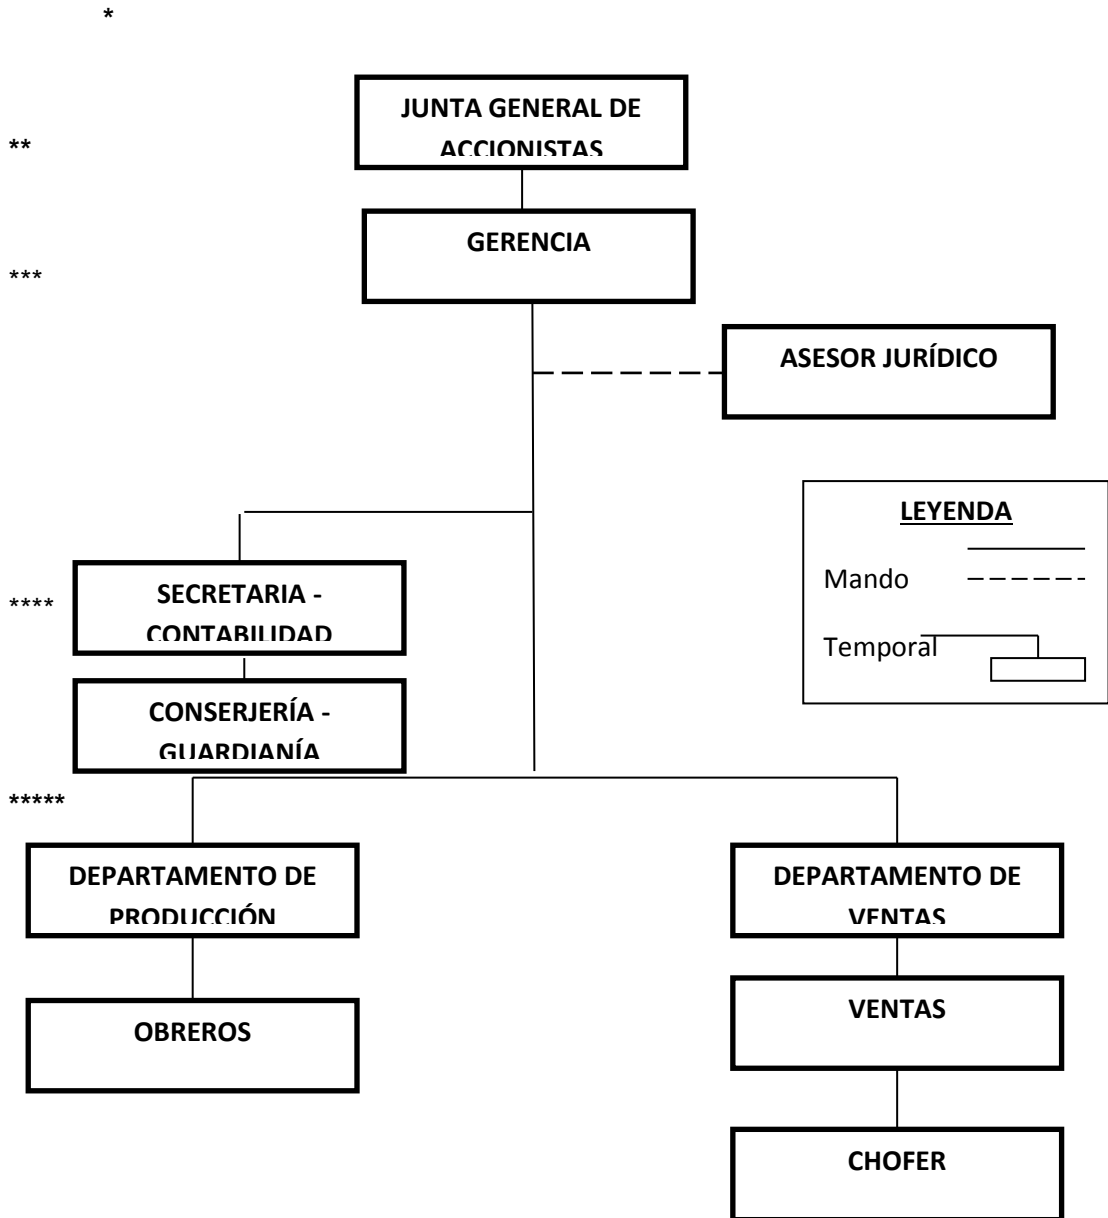 *
JUNTA GENERAL DE
ACCIONISTAS
**
GERENCIA
***
ASESOR JURÍDICO
LEYENDA
Mando
Temporal
****
SECRETARIA -
CONTABILIDAD
CONSERJERÍA -
GUARDIANÍA
*****
DEPARTAMENTO DE
PRODUCCIÓN
DEPARTAMENTO DE
VENTAS
OBREROS
VENTAS
CHOFER